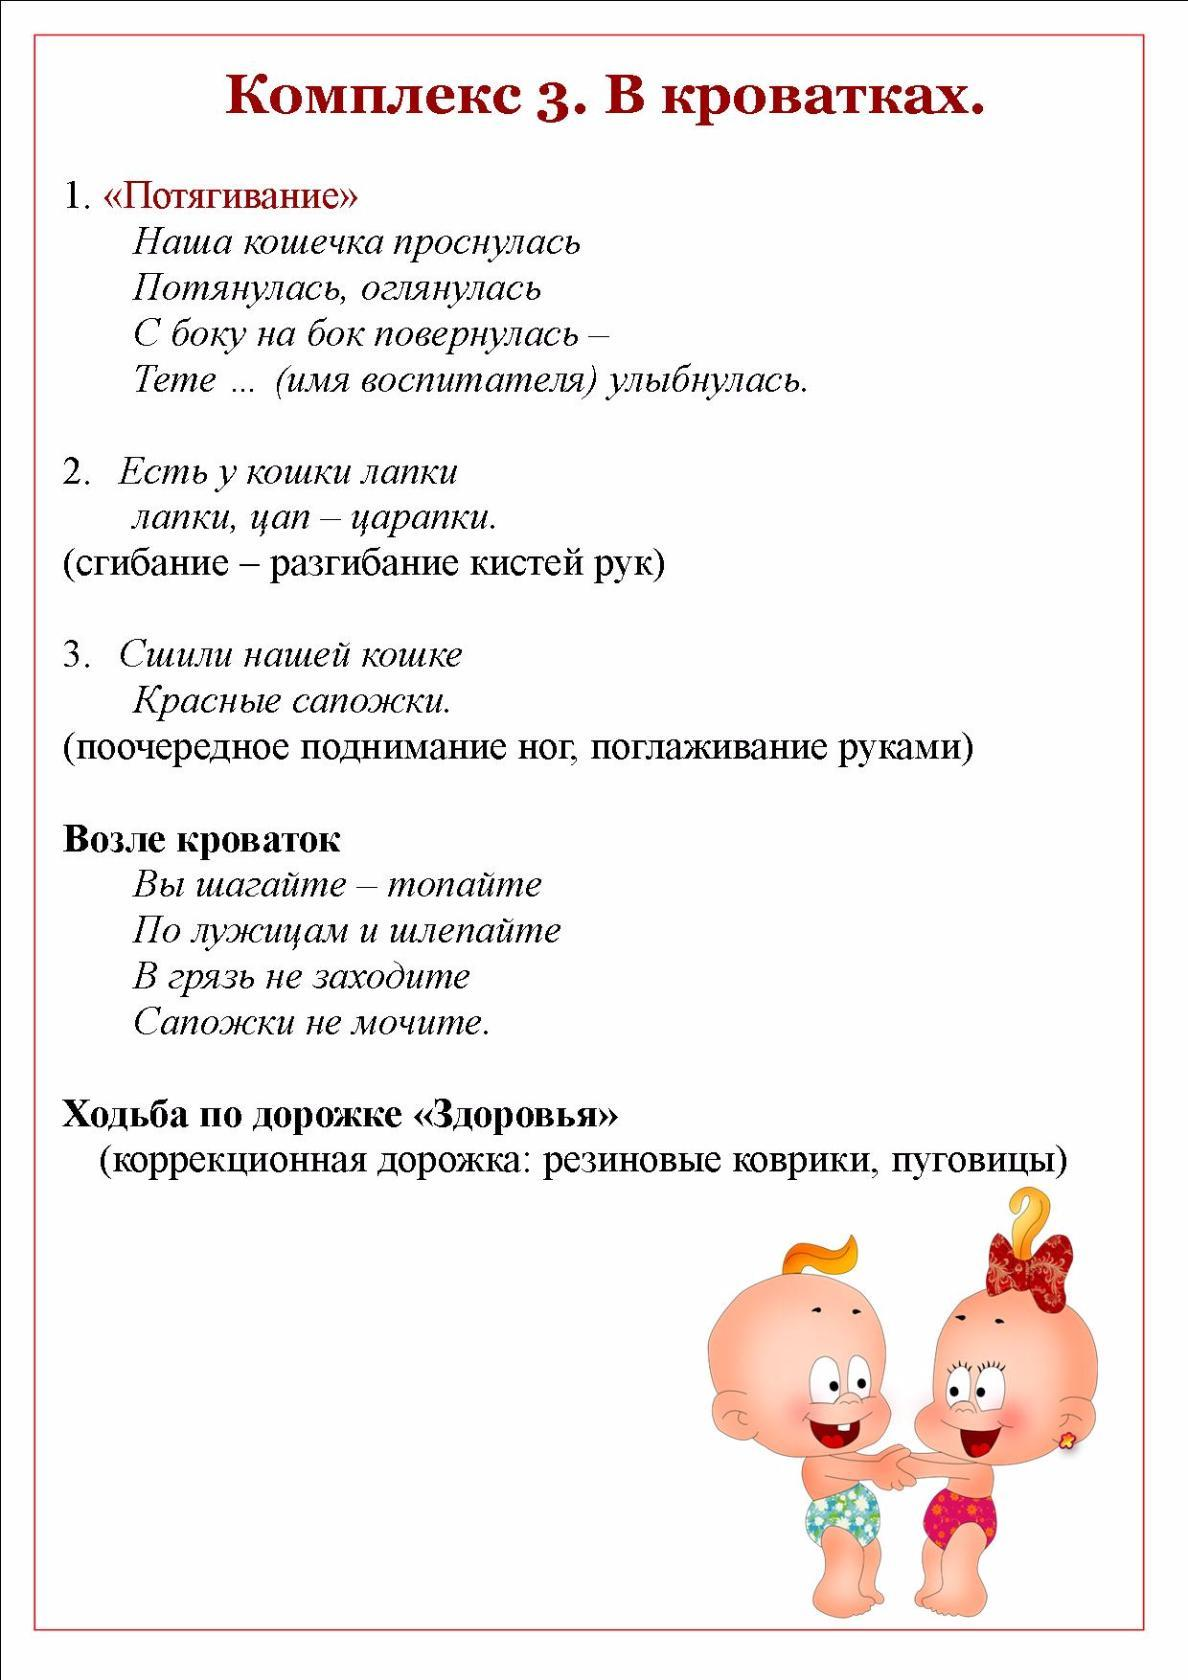 Комплекс 3. В кроватках.
1. «Потягивание»
Наша кошечка проснулась
Потянулась, оглянулась
С боку на бок повернулась –
Тете ... (имя воспитателя) улыбнулась.
2. Есть у кошки лапки
лапки, цап – царапки.
(сгибание – разгибание кистей рук)
3. Сшили нашей кошке
Красные сапожки.
(поочередное поднимание ног, поглаживание руками)
Возле кроваток
Вы шагайте – топайте
По лужицам и шлепайте
В грязь не заходите
Сапожки не мочите.
Ходьба по дорожке «Здоровья»
(коррекционная дорожка: резиновые коврики, пуговицы)